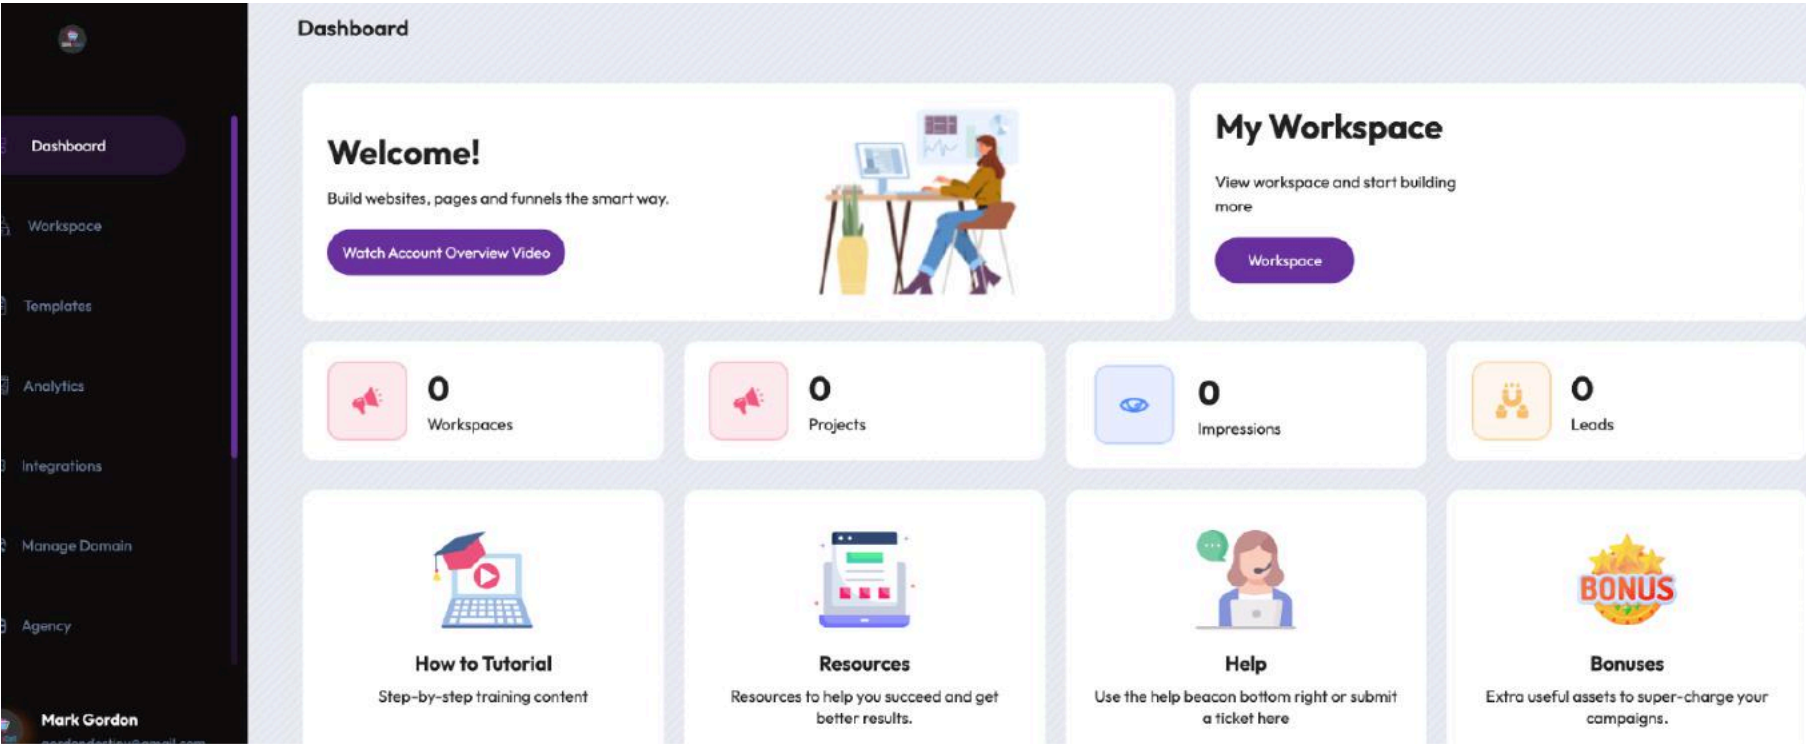 Dashboard
Dashboard
Workspace
Templates
Analytics
Integrations
Manage Domain
Agency
Mark Gordon
Welcome!
Build websites, pages and funnels the smart way.
Watch Account Overview Video
My Workspace
View workspace and start building
more
Workspace
0
Workspaces
0
Projects
0
Impressions
0
Leads
How to Tutorial
Step-by-step training content
Resources
Resources to help you succeed and get
better results.
Help
Use the help beacon bottom right or submit
a ticket here
BONUS
Bonuses
Extra useful assets to super-charge your
campaigns.